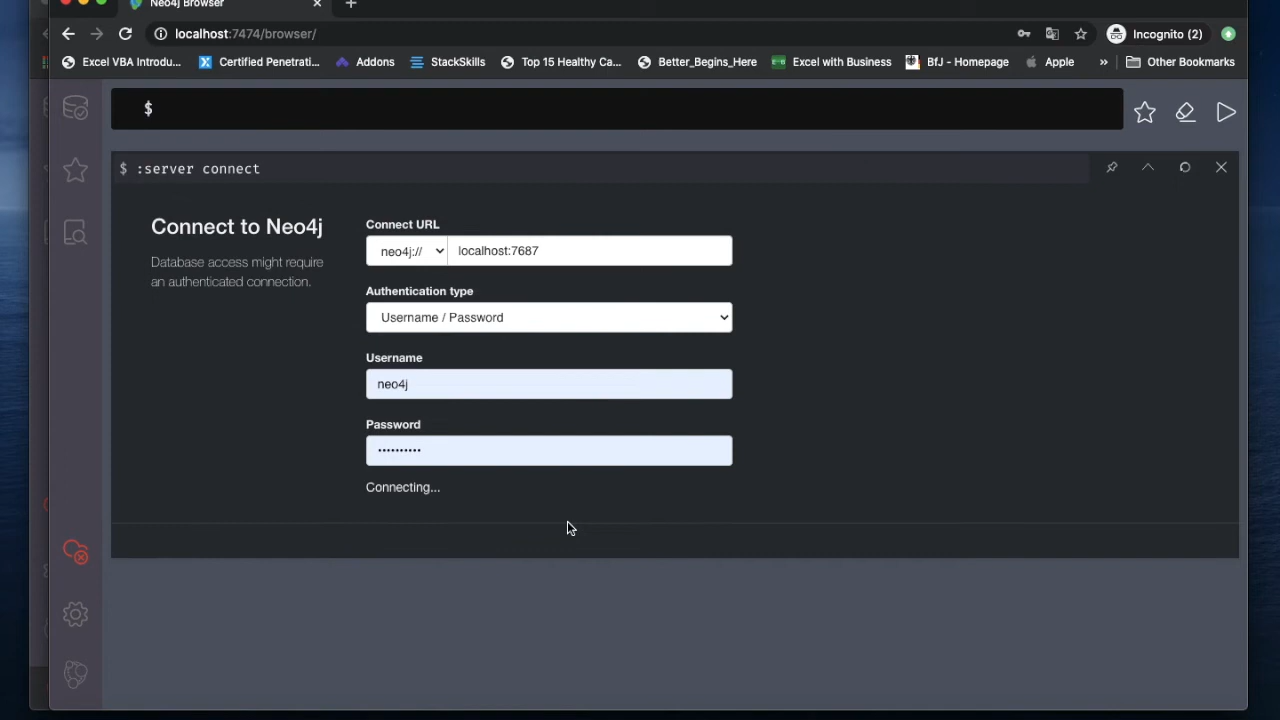 Neo4j Browser
localhost:7474/browser/
Incognito (2)
Excel VBA Introdu...
Certified Penetrati...
Addons
StackSkills
Top 15 Healthy Ca...
Better_Begins_Here
Excel with Business
BfJ - Homepage
Apple
»
Other Bookmarks
$
$ :server connect
Connect to Neo4j
Database access might require
an authenticated connection.
Connect URL
neo4j://
localhost:7687
Authentication type
Username / Password
Username
neo4j
Password
••••••••••
Connecting...